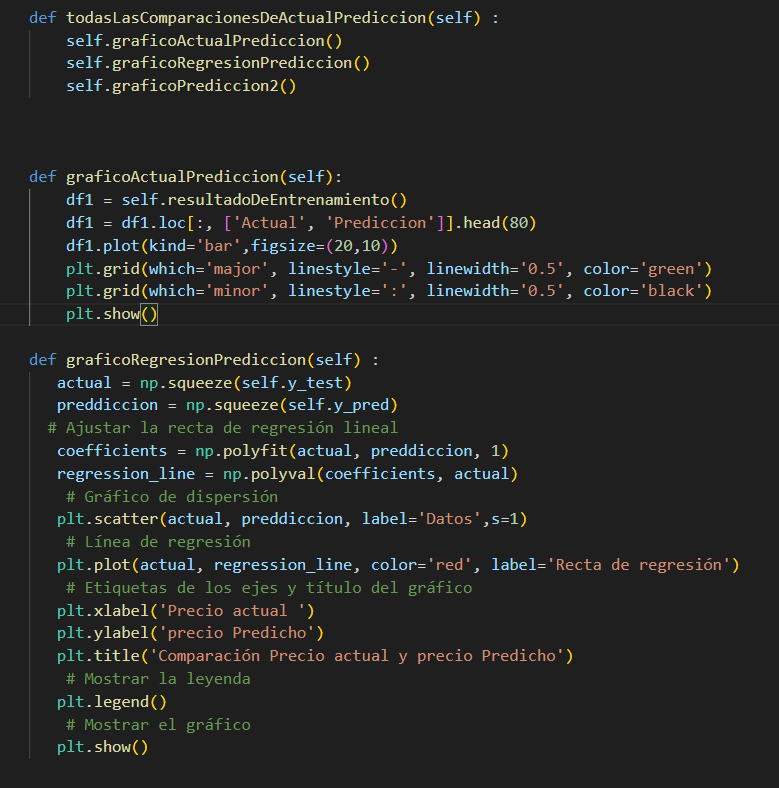 def todasLasComparacionesDeActualPrediccion(self) :
    self.graficoActualPrediccion()
    self.graficoRegresionPrediccion()
    self.graficoPrediccion2()
def graficoActualPrediccion(self):
    df1 = self.resultadoDeEntrenamiento()
    df1 = df1.loc[:, ['Actual', 'Prediccion']].head(80)
    df1.plot(kind='bar',figsize=(20,10))
    plt.grid(which='major', linestyle='-', linewidth='0.5', color='green')
    plt.grid(which='minor', linestyle=':', linewidth='0.5', color='black')
    plt.show()
def graficoRegresionPrediccion(self) :
   actual = np.squeeze(self.y_test)
   preddiccion = np.squeeze(self.y_pred)
  # Ajustar la recta de regresión lineal
   coefficients = np.polyfit(actual, preddiccion, 1)
   regression_line = np.polyval(coefficients, actual)
    # Gráfico de dispersión
   plt.scatter(actual, preddiccion, label='Datos',s=1)
    # Línea de regresión
   plt.plot(actual, regression_line, color='red', label='Recta de regresión')
    # Etiquetas de los ejes y título del gráfico
   plt.xlabel('Precio actual ')
   plt.ylabel('precio Predicho')
   plt.title('Comparación Precio actual y precio Predicho')
    # Mostrar la leyenda
   plt.legend()
    # Mostrar el gráfico
   plt.show()